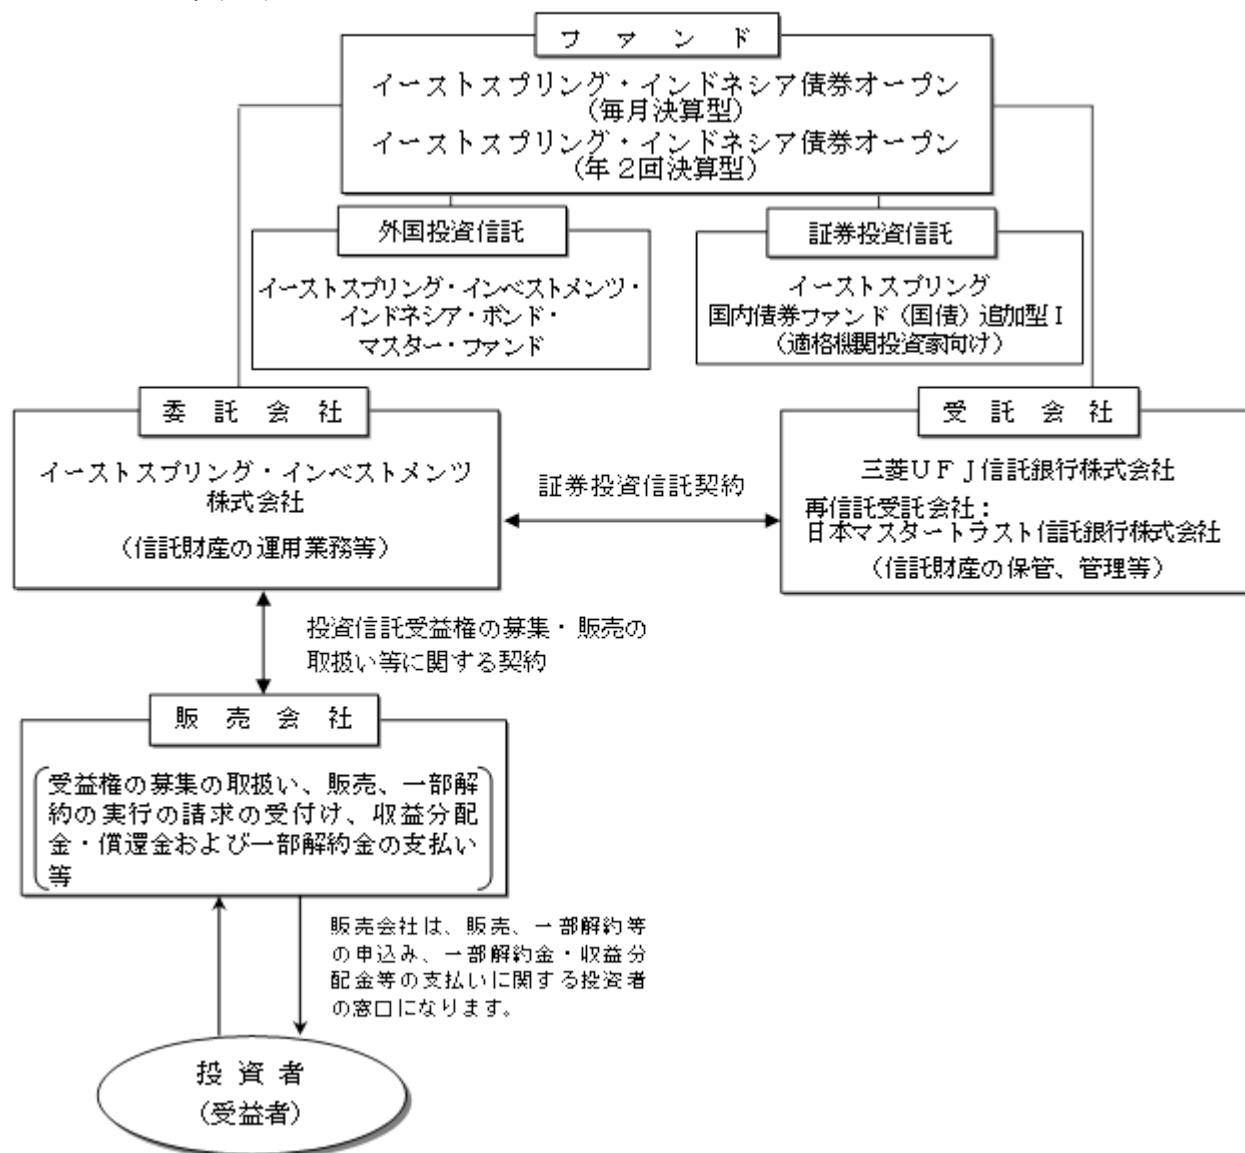 ファンド
イーストスプリング・インドネシア債券オープン
（毎月決算型）
イーストスプリング・インドネシア債券オープン
（年２回決算型）
外国投資信託
イーストスプリング・インベストメンツ・
インドネシア・ボンド・
マスター・ファンド
証券投資信託
イーストスプリング
国内債券ファンド（国債）追加型Ⅰ
（適格機関投資家向け）
委託会社
イーストスプリング・インベストメンツ
株式会社
（信託財産の運用業務等）
証券投資信託契約
受託会社
三菱ＵＦＪ信託銀行株式会社
再信託受託会社：
日本マスタートラスト信託銀行株式会社
（信託財産の保管、管理等）
投資信託受益権の募集・販売の
取扱い等に関する契約
販売会社
受益権の募集の取扱い、販売、一部解
約の実行の請求の受付け、収益分配
金・償還金および一部解約金の支払い
等
販売会社は、販売、一部解約等
の申込み、一部解約金・収益分
配金等の支払いに関する投資者
の窓口になります。
投資者
（受益者）